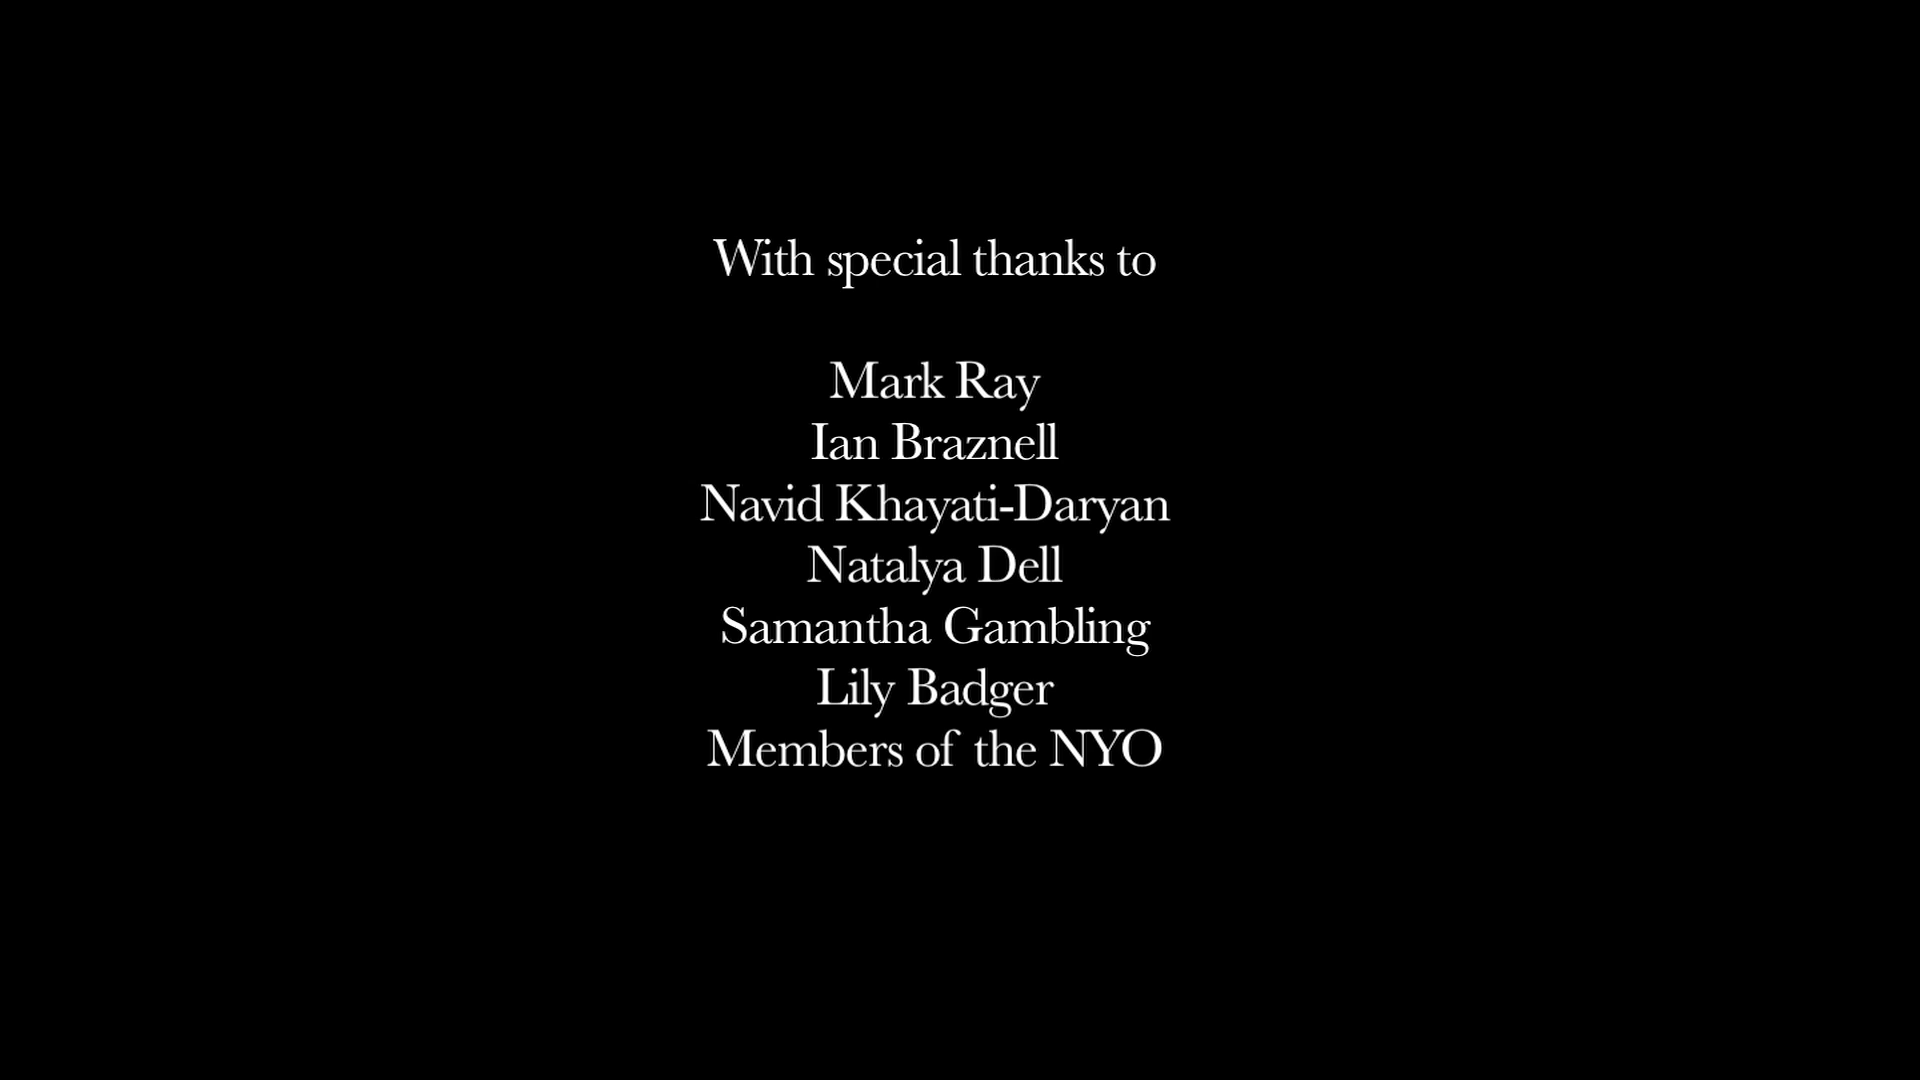 With special thanks to
Mark Ray
Ian Braznell
Navid Khayati-Daryan
Natalya Dell
Samantha Gambling
Lily Badger
Members of the NYO